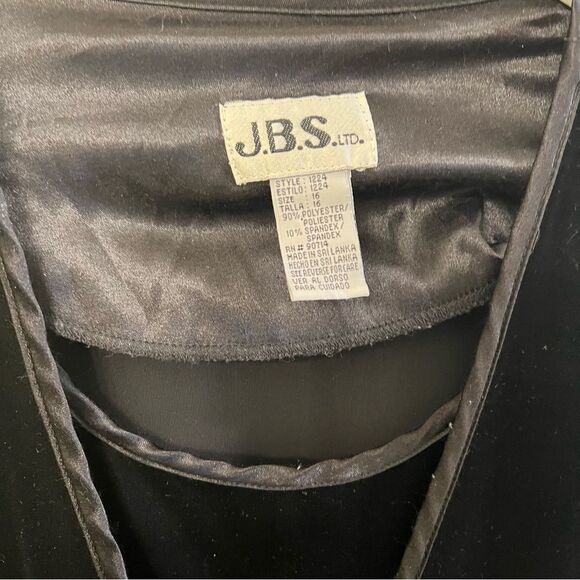 J.B.S. LTD.
STYLE : 1224
ESTILO : 1224
SIZE : 16
TALLA : 16
90% POLYESTER/
POLIESTER
10% SPANDEX/
SPANDEX
RN# 90714
MADE IN SRI LANKA
HECHO EN SRI LANKA
SEE REVERSE FOR CARE
VER AL DORSO
PARA CUIDADO